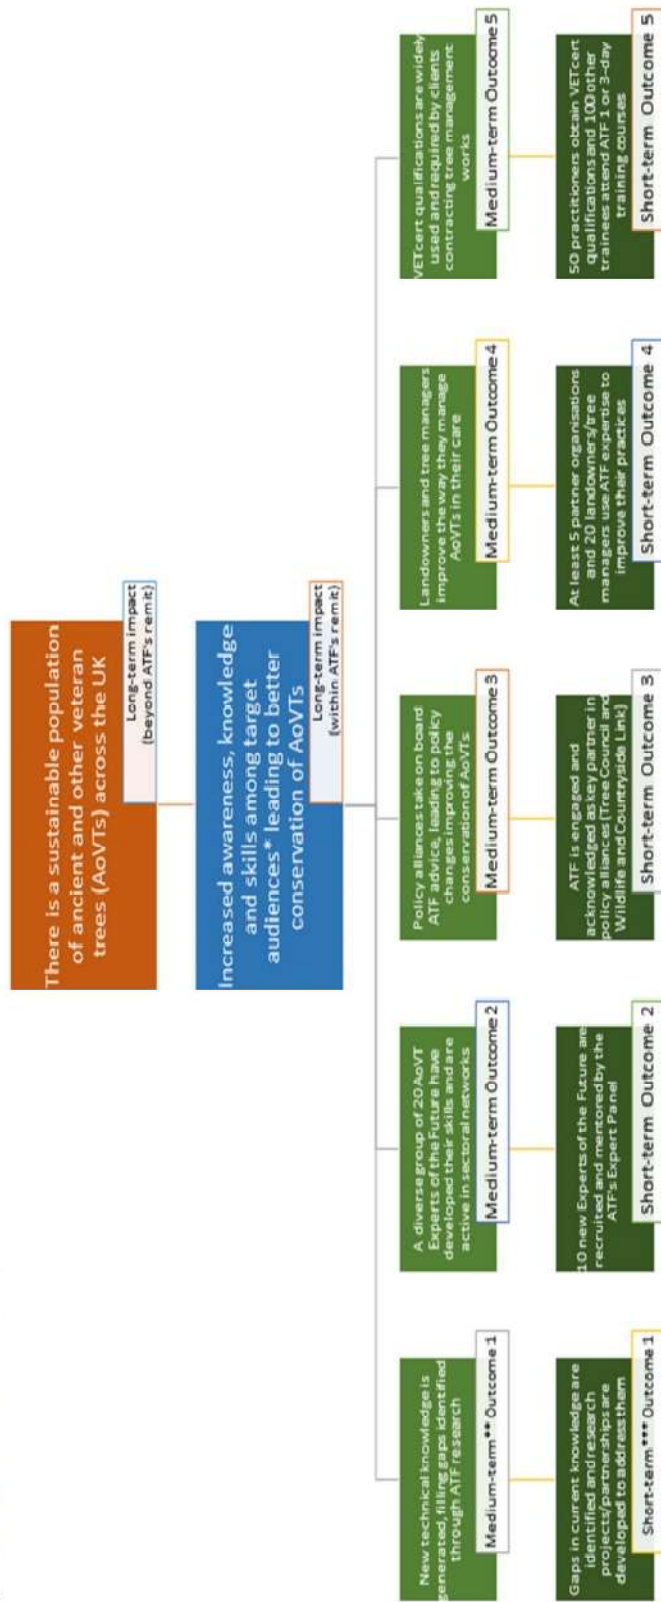 There is a sustainable population
of ancient and other veteran
trees (AoVTs) across the UK
Long-term impact
(beyond ATF's remit)
Increased awareness, knowledge
and skills among target
audiences* leading to better
conservation of AoVTs
Long-term impact
(within ATF's remit)
New technical knowledge is
generated, filling gaps identified
through ATF research
Medium-term** Outcome 1
A diverse group of 20 AoVT
Experts of the Future have
developed their skills and are
active in sectoral networks
Medium-term Outcome 2
Policy alliances take on board
ATF advice, leading to policy
changes improving the
conservation of AoVTs
Medium-term Outcome 3
Landowners and tree managers
improve the way they manage
AoVTs in their care
Medium-term Outcome 4
VETcert qualifications are widely
used and required by clients
contracting tree management
works
Medium-term Outcome 5
Gaps in current knowledge are
identified and research
projects/partnerships are
developed to address them
Short-term*** Outcome 1
10 new Experts of the Future are
recruited and mentored by the
ATF's Expert Panel
Short-term Outcome 2
ATF is engaged and
acknowledged as key partner in
policy alliances (Tree Council and
Wildlife and Countryside Link)
Short-term Outcome 3
At least 5 partner organisations
and 20 landowners/tree
managers use ATF expertise to
improve their practices
Short-term Outcome 4
50 practitioners obtain VETcert
qualifications and 100 other
trainees attend ATF 1 or 3-day
training courses
Short-term Outcome 5